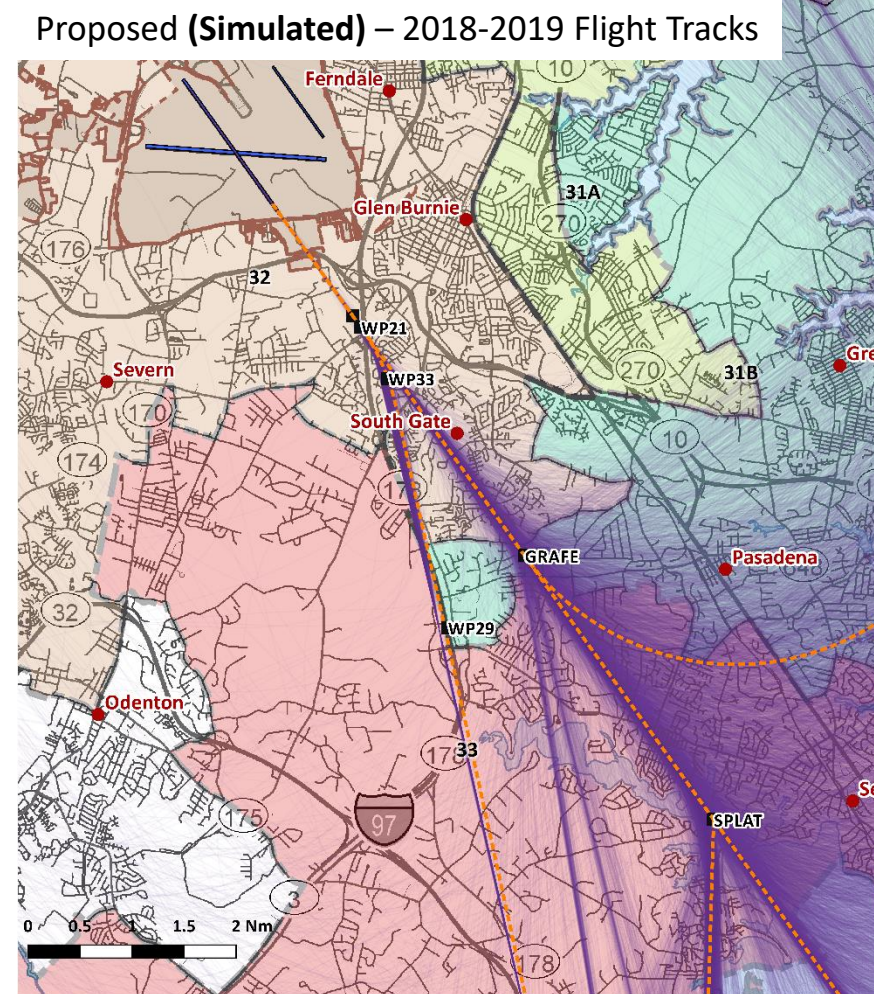 Proposed (Simulated) – 2018-2019 Flight Tracks
Ferndale
10
31A
Glen Burnie
270
176
32
WP21
Severn
WP33
270
31B
170
South Gate
10
174
GRAFE
Pasadena
32
WP29
Odenton
33
175
SPLAT
97
3
0 0.5 1 1.5 2 Nm
178